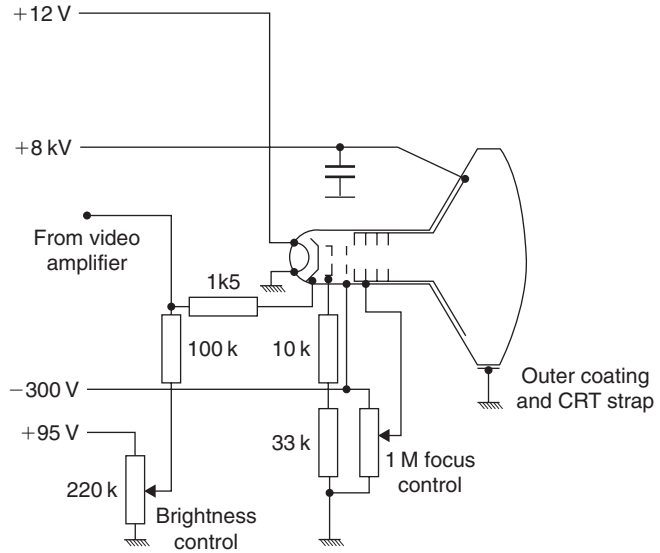 +12 V
+8 kV
From video
amplifier
1k5
100 k
10 k
−300 V
Outer coating
and CRT strap
+95 V
33 k
1 M focus
control
220 k
Brightness
control